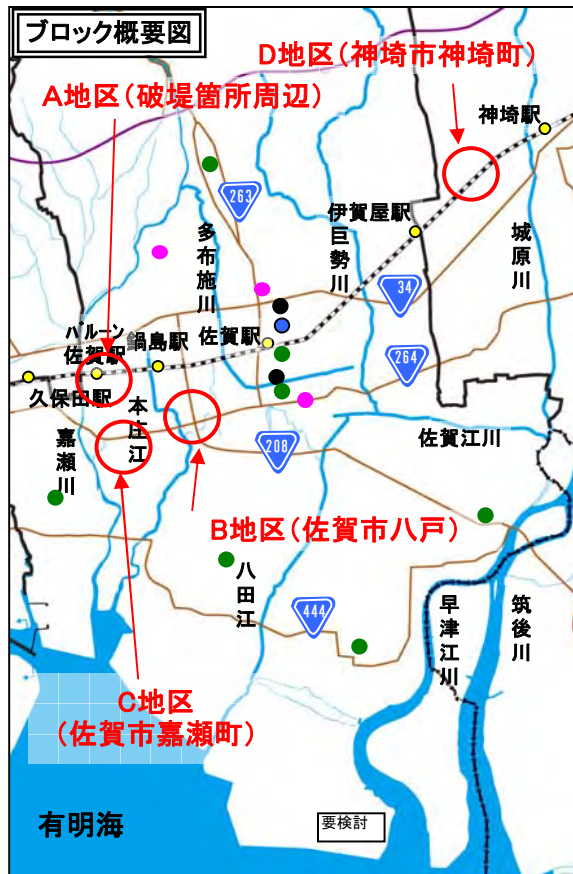 ブロック概要図
D地区(神埼市神埼町)
A地区(破堤箇所周辺)
神埼駅
263
伊賀屋駅
多布施川
巨勢川
城原川
34
バルーン
佐賀駅
鍋島駅
佐賀駅
264
久保田駅
本庄江
嘉瀬川
208
佐賀江川
B地区(佐賀市八戸)
八田江
444
早津江川
筑後川
C地区
(佐賀市嘉瀬町)
有明海
要検討